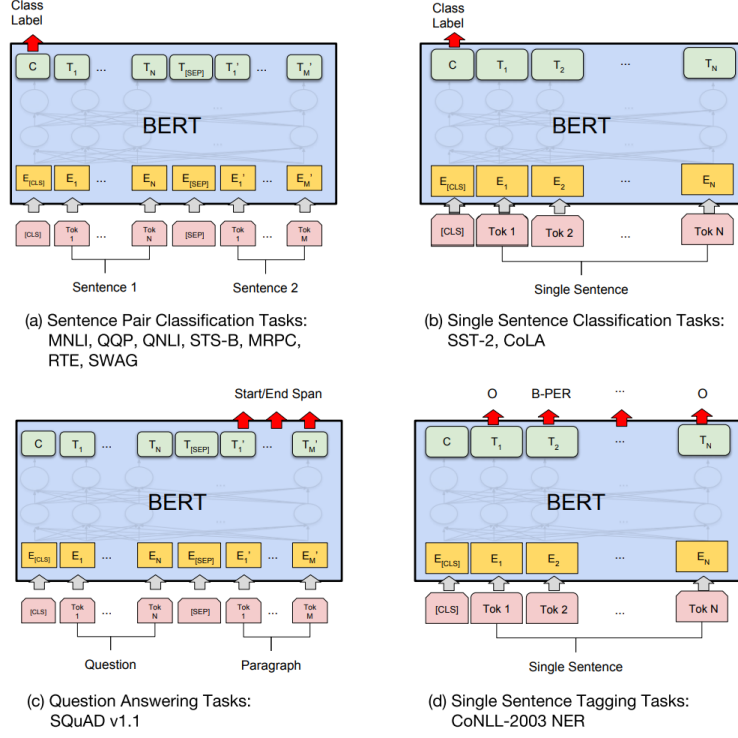 Class
Label
C T1 ... TN T[SEP] T1' ... TM'
BERT
E[CLS] E1 ... EN E[SEP] E1' ... EM'
[CLS] Tok 1 ... Tok N [SEP] Tok 1 ... Tok M
Sentence 1 Sentence 2
(a) Sentence Pair Classification Tasks:
MNLI, QQP, QNLI, STS-B, MRPC,
RTE, SWAG
Class
Label
C T1 T2 ... TN
BERT
E[CLS] E1 E2 ... EN
[CLS] Tok 1 Tok 2 ... Tok N
Single Sentence
(b) Single Sentence Classification Tasks:
SST-2, CoLA
Start/End Span
C T1 ... TN T[SEP] T1' ... TM'
BERT
E[CLS] E1 ... EN E[SEP] E1' ... EM'
[CLS] Tok 1 ... Tok N [SEP] Tok 1 ... Tok M
Question Paragraph
(c) Question Answering Tasks:
SQuAD v1.1
O B-PER ... O
C T1 T2 ... TN
BERT
E[CLS] E1 E2 ... EN
[CLS] Tok 1 Tok 2 ... Tok N
Single Sentence
(d) Single Sentence Tagging Tasks:
CoNLL-2003 NER